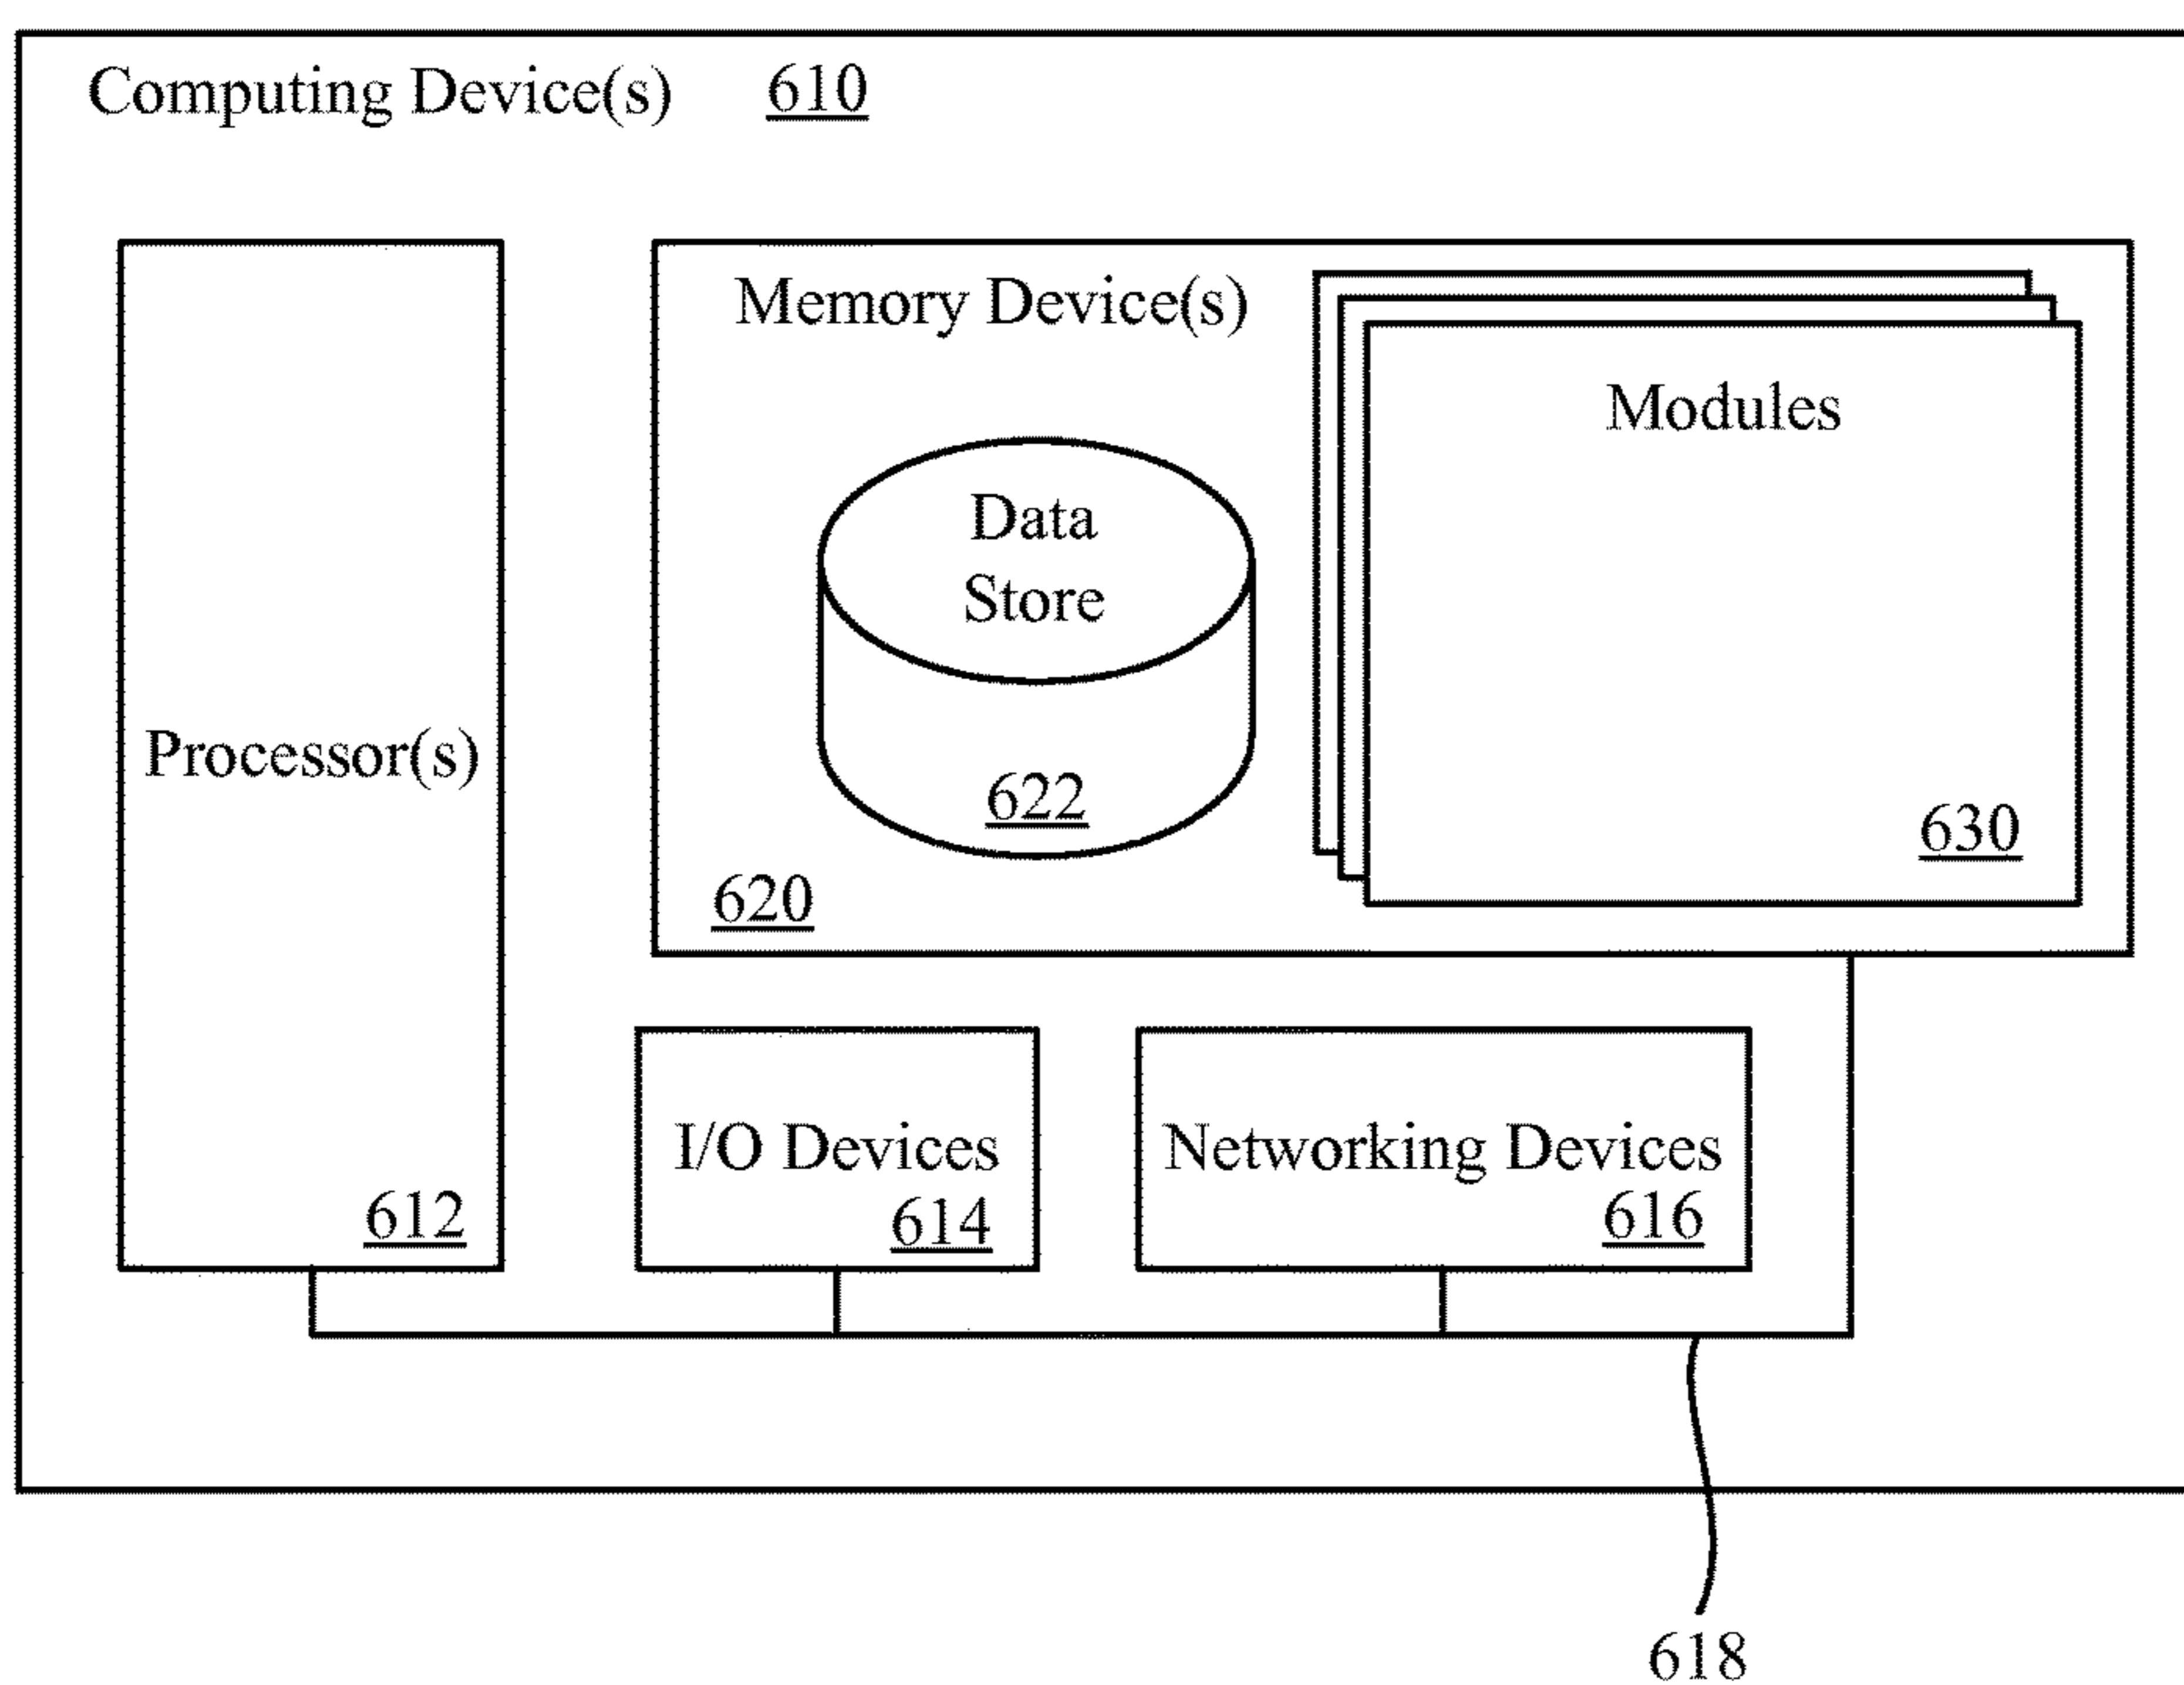 Computing Device(s) 610
Memory Device(s)
Modules
Data
Store
Processor(s)
622
630
620
I/O Devices
Networking Devices
612
614
616
618